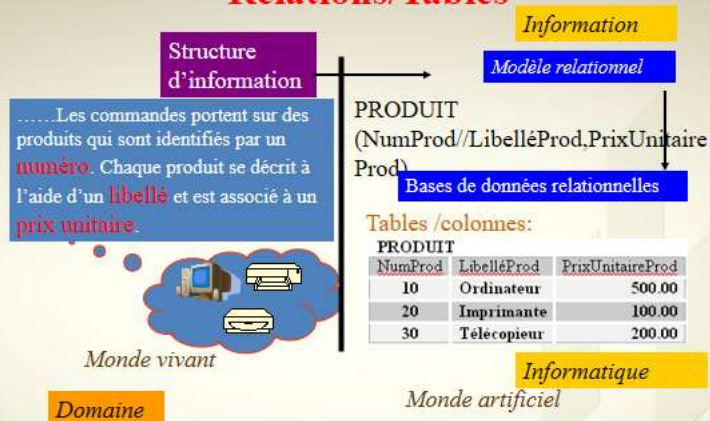 Relations/Tables
Information
Structure
d'information
Modèle relationnel
……Les commandes portent sur des
produits qui sont identifiés par un
numéro. Chaque produit se décrit à
l'aide d'un libellé et est associé à un
prix unitaire.
PRODUIT
(NumProd//LibelléProd,PrixUnitaire
Prod)
Bases de données relationnelles
Tables /colonnes:
PRODUIT
NumProd LibelléProd PrixUnitaireProd
10 Ordinateur 500.00
20 Imprimante 100.00
30 Télécopieur 200.00
Monde vivant
Informatique
Monde artificiel
Domaine